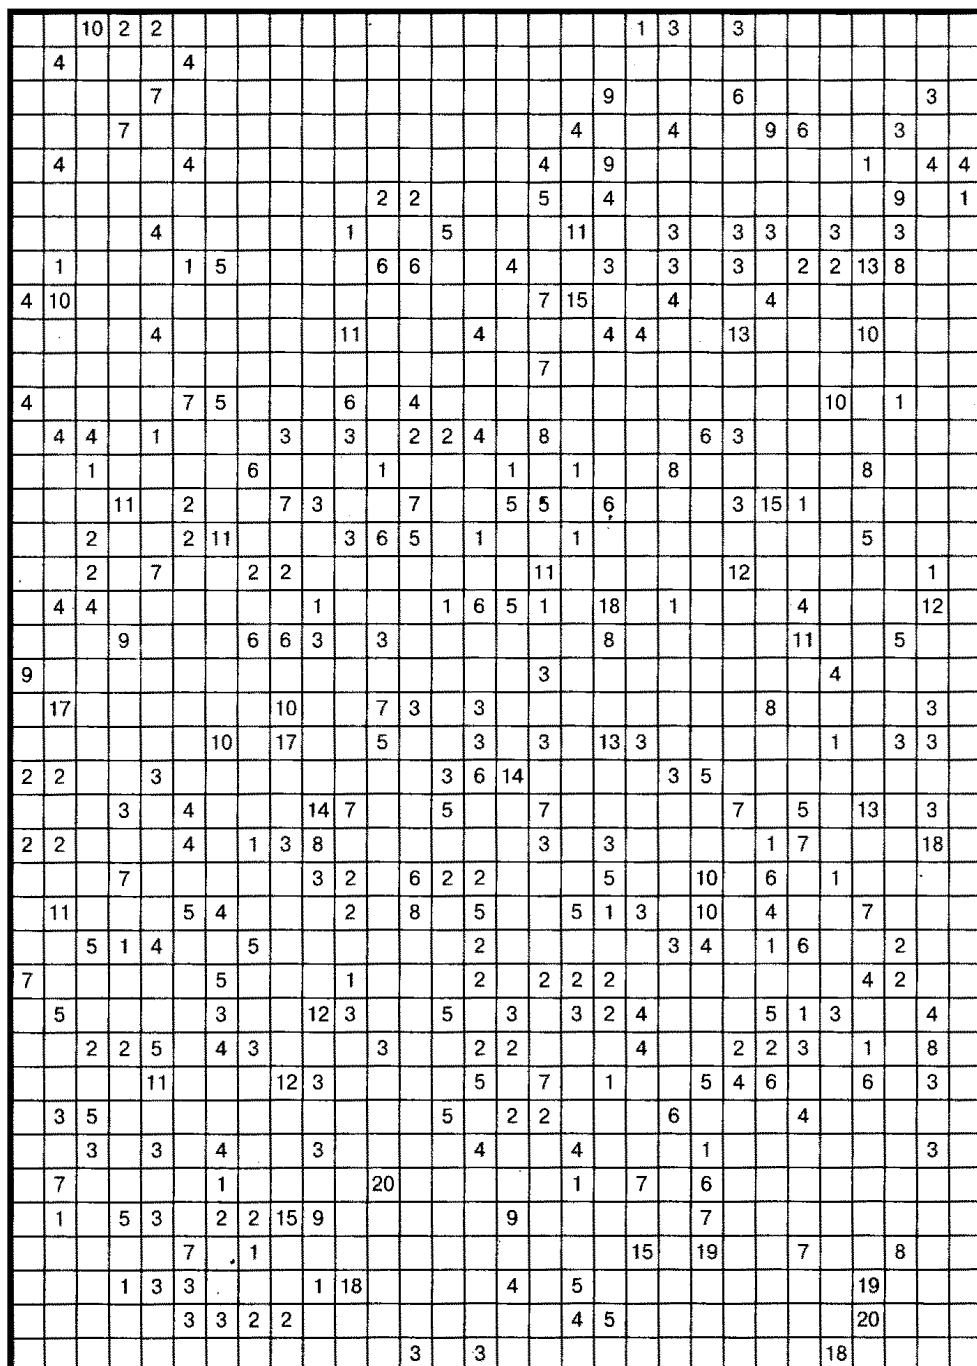 10 2 2 1 3 3
4 4
7 9 6 3
7 4 4 9 6 3
4 4 4 9 1 4 4
2 2 5 4 9 1
4 1 5 11 3 3 3 3 3
1 1 5 6 6 4 3 3 3 2 2 13 8
4 10 7 15 4 4
4 11 4 4 4 13 10
7
4 7 5 6 4 10 1
4 4 1 3 3 2 2 4 8 6 3
1 6 1 1 1 8 8
11 2 7 3 7 5 5 6 3 15 1
2 2 11 3 6 5 1 1 5
2 7 2 2 11 12 1
4 4 1 1 6 5 1 18 1 4 12
9 6 6 3 3 8 11 5
9 3 4
17 10 7 3 3 8 3
10 17 5 3 3 13 3 1 3 3
2 2 3 3 6 14 3 5
3 4 14 7 5 7 7 5 13 3
2 2 4 1 3 8 3 3 1 7 18
7 3 2 6 2 2 5 10 6 1
11 5 4 2 8 5 5 1 3 10 4 7
5 1 4 5 2 3 4 1 6 2
7 5 1 2 2 2 2 4 2
5 3 12 3 5 3 3 2 4 5 1 3 4
2 2 5 4 3 3 2 2 4 2 2 3 1 8
11 12 3 5 7 1 5 4 6 6 3
3 5 5 2 2 6 4
3 3 4 3 4 4 1 3
7 1 20 1 7 6
1 5 3 2 2 15 9 9 7
7 1 15 19 7 8
1 3 3 1 18 4 5 19
3 3 2 2 4 5 20
3 3 18